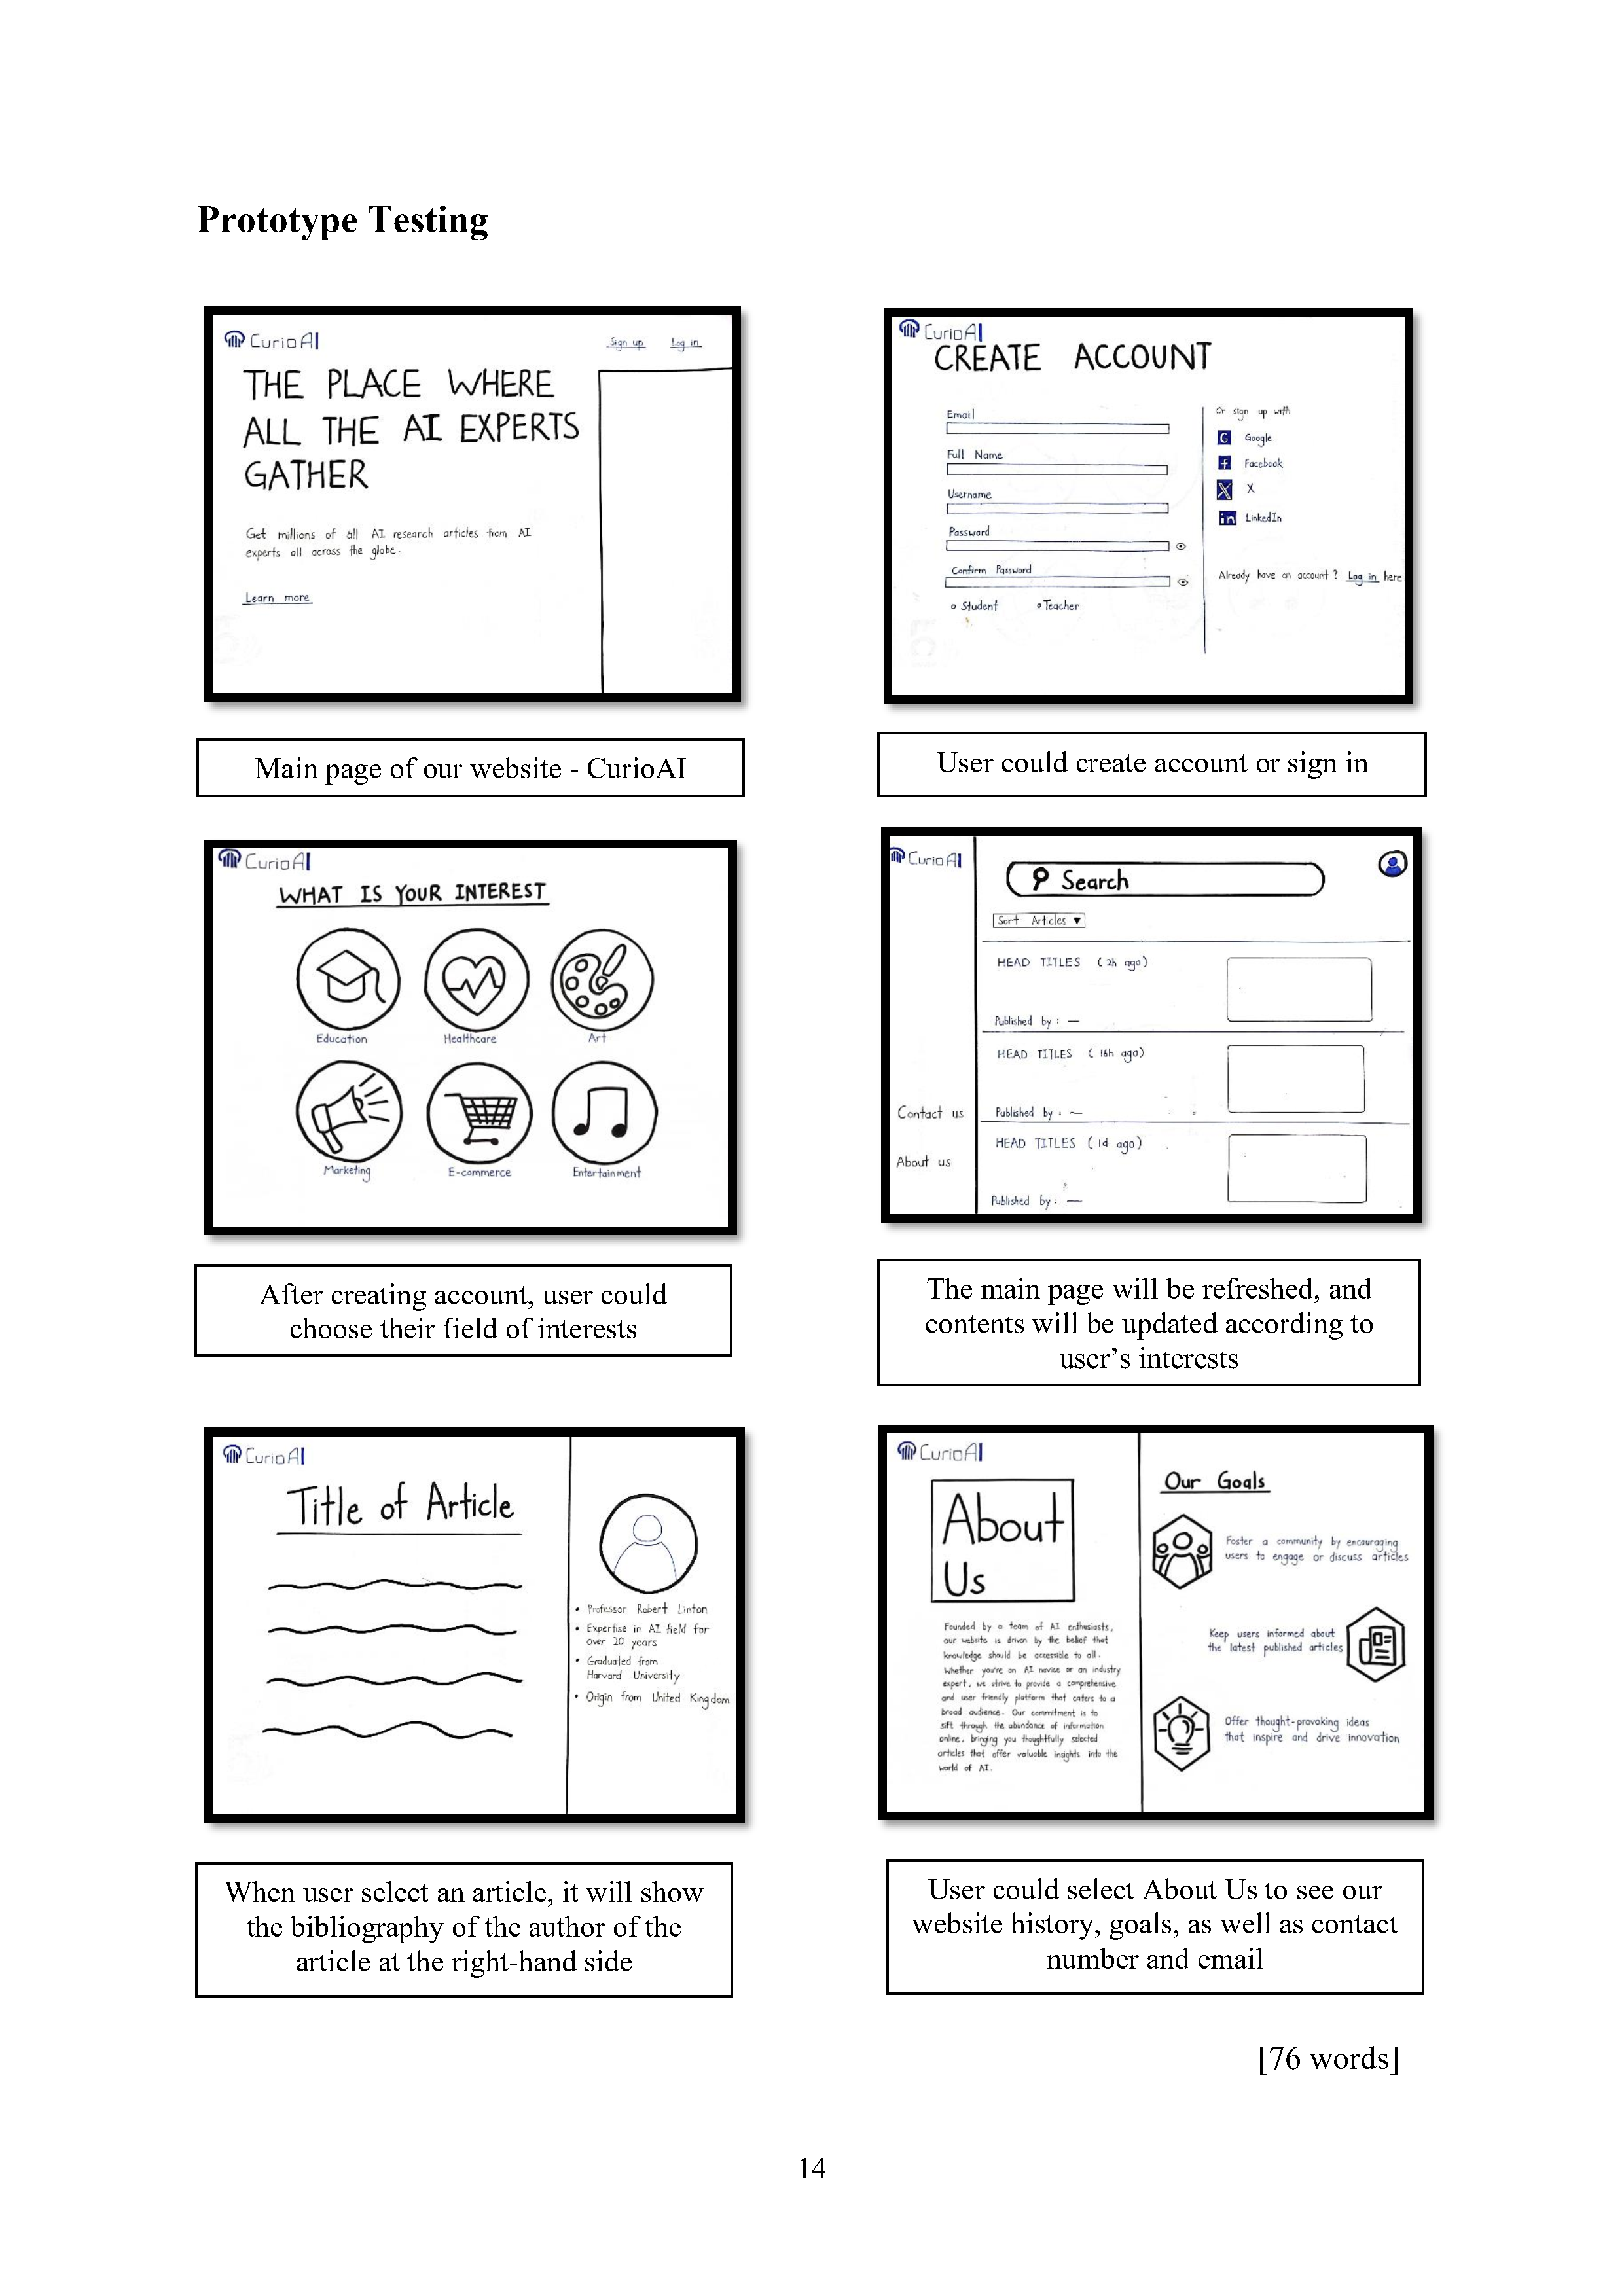 Prototype Testing
CurioAI
Sign up Log in
THE PLACE WHERE
ALL THE AI EXPERTS
GATHER
Get millions of all AI research articles from AI
experts all across the globe.
Learn more
Main page of our website - CurioAI
CurioAI
CREATE ACCOUNT
Email
Full Name
Username
Password
Confirm Password
Student Teacher
Or sign up with
G Google
f Facebook
X X
in LinkedIn
Already have an account? Log in here
User could create account or sign in
CurioAI
WHAT IS YOUR INTEREST
Education Healthcare Art
Marketing E-commerce Entertainment
After creating account, user could
choose their field of interests
CurioAI
Search
Sort Articles ▼
HEAD TITLES (2h ago)
Published by: —
HEAD TITLES (16h ago)
Published by: —
HEAD TITLES (1d ago)
Published by: —
Contact us
About us
The main page will be refreshed, and
contents will be updated according to
user’s interests
CurioAI
Title of Article
• Professor Robert Linton
• Expertise in AI field for
over 20 years
• Graduated from
Harvard University
• Origin from United Kingdom
When user select an article, it will show
the bibliography of the author of the
article at the right-hand side
CurioAI
About
Us
Founded by a team of AI enthusiasts,
our website is driven by the belief that
knowledge should be accessible to all.
Whether you're an AI novice or an industry
expert, we strive to provide a comprehensive
and user friendly platform that caters to a
broad audience. Our commitment is to
sift through the abundance of information
online, bringing you thoughtfully selected
articles that offer valuable insights into the
world of AI.
Our Goals
Foster a community by encouraging
users to engage or discuss articles
Keep users informed about
the latest published articles
Offer thought-provoking ideas
that inspire and drive innovation
User could select About Us to see our
website history, goals, as well as contact
number and email
[76 words]
14